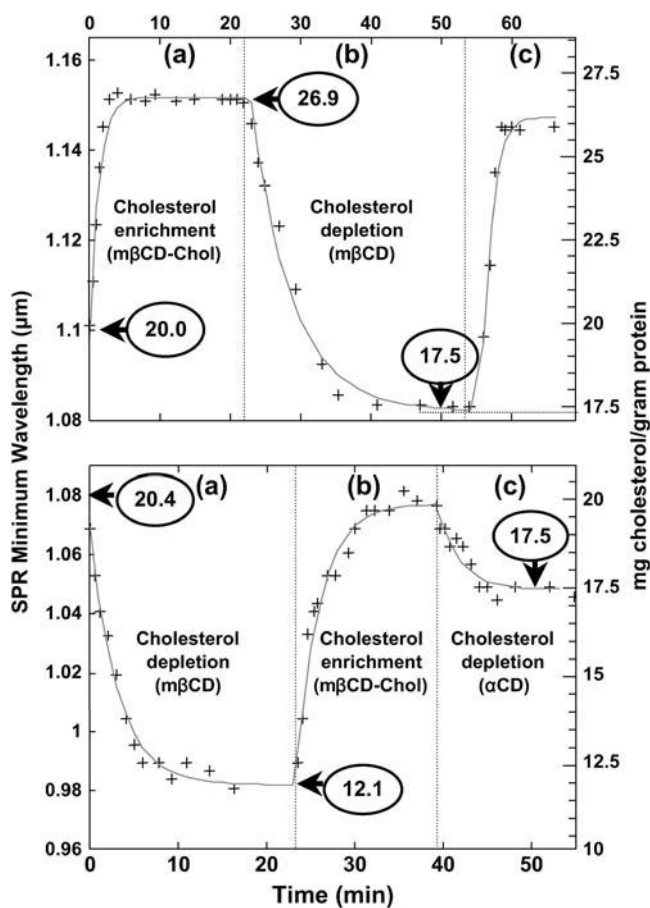 0 10 20 30 40 50 60
(a) (b) (c)
1.16
1.14
1.12
1.1
1.08
27.5
25
22.5
20
17.5
26.9
20.0
17.5
Cholesterol
enrichment
(mβCD-Chol)
Cholesterol
depletion
(mβCD)
SPR Minimum Wavelength (μm)
mg cholesterol/gram protein
(a) (b) (c)
1.08
1.06
1.04
1.02
1
0.98
0.96
20
17.5
15
12.5
10
20.4
17.5
12.1
Cholesterol
depletion
(mβCD)
Cholesterol
enrichment
(mβCD-Chol)
Cholesterol
depletion
(αCD)
0 10 20 30 40 50
Time (min)